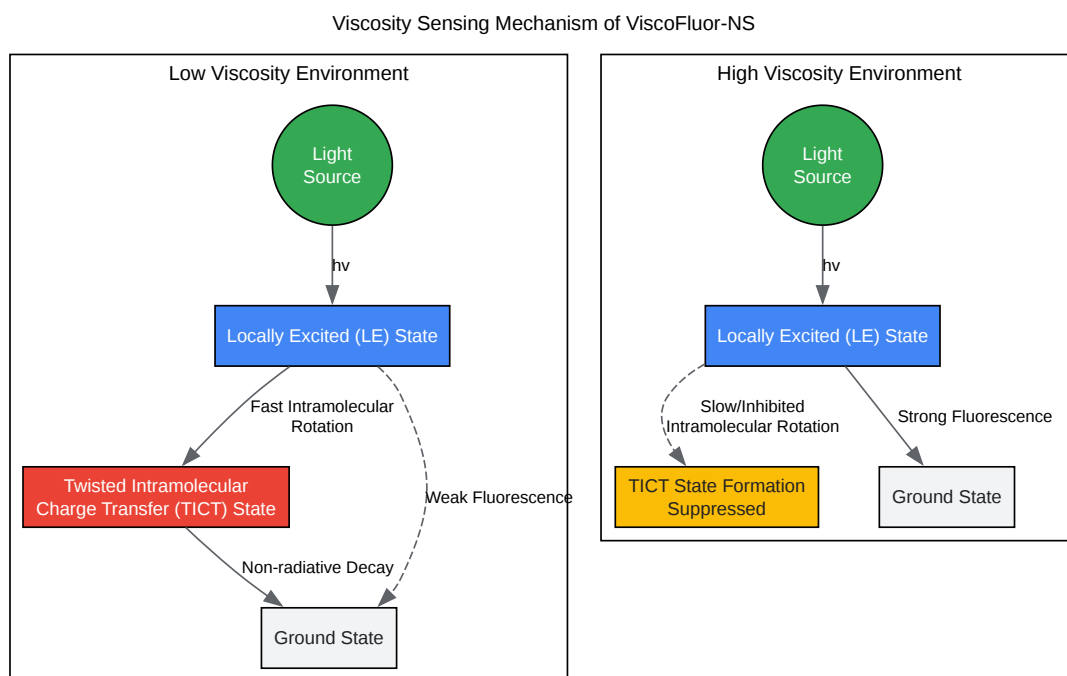 Viscosity Sensing Mechanism of ViscoFluor-NS
Low Viscosity Environment
Light
Source
hv
Locally Excited (LE) State
Fast Intramolecular
Rotation
Weak Fluorescence
Twisted Intramolecular
Charge Transfer (TICT) State
Non-radiative Decay
Ground State
High Viscosity Environment
Light
Source
hv
Locally Excited (LE) State
Slow/Inhibited
Intramolecular Rotation
Strong Fluorescence
TICT State Formation
Suppressed
Ground State